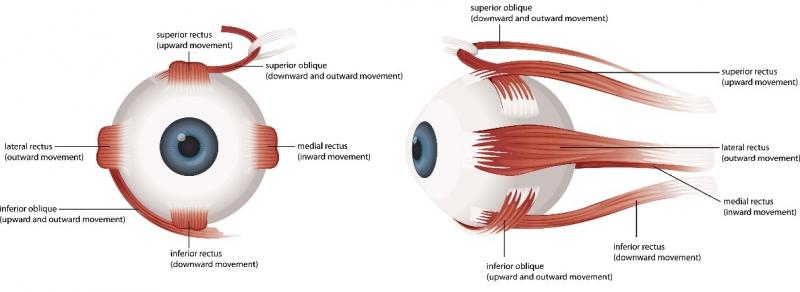 superior rectus
(upward movement)
superior oblique
(downward and outward movement)
lateral rectus
(outward movement)
medial rectus
(inward movement)
inferior oblique
(upward and outward movement)
inferior rectus
(downward movement)
superior oblique
(downward and outward movement)
superior rectus
(upward movement)
lateral rectus
(outward movement)
medial rectus
(inward movement)
inferior rectus
(downward movement)
inferior oblique
(upward and outward movement)